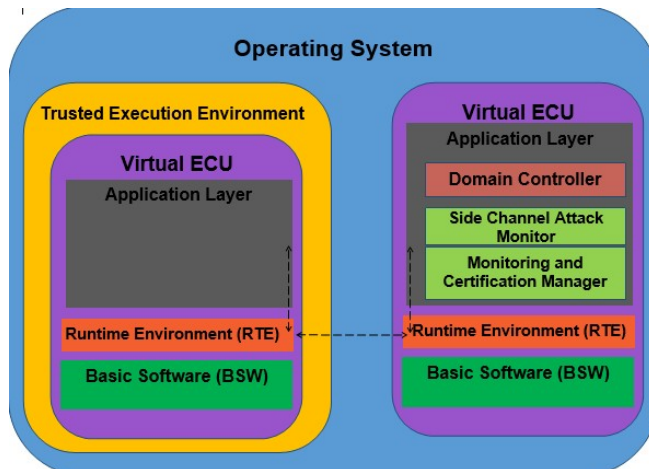 Operating System
Trusted Execution Environment
Virtual ECU
Application Layer
Runtime Environment (RTE)
Basic Software (BSW)
Virtual ECU
Application Layer
Domain Controller
Side Channel Attack
Monitor
Monitoring and
Certification Manager
Runtime Environment (RTE)
Basic Software (BSW)